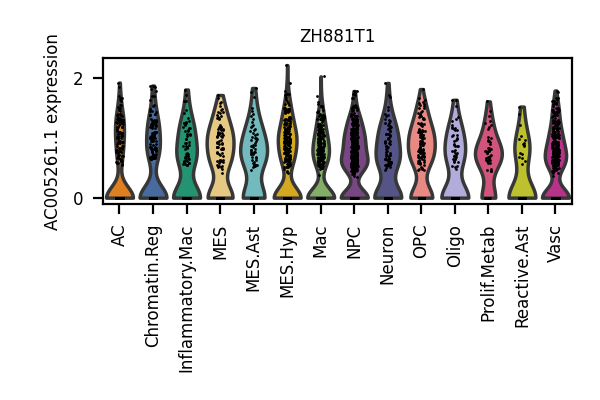 ZH881T1
AC005261.1 expression
2
0
AC
Chromatin.Reg
Inflammatory.Mac
MES
MES.Ast
MES.Hyp
Mac
NPC
Neuron
OPC
Oligo
Prolif.Metab
Reactive.Ast
Vasc